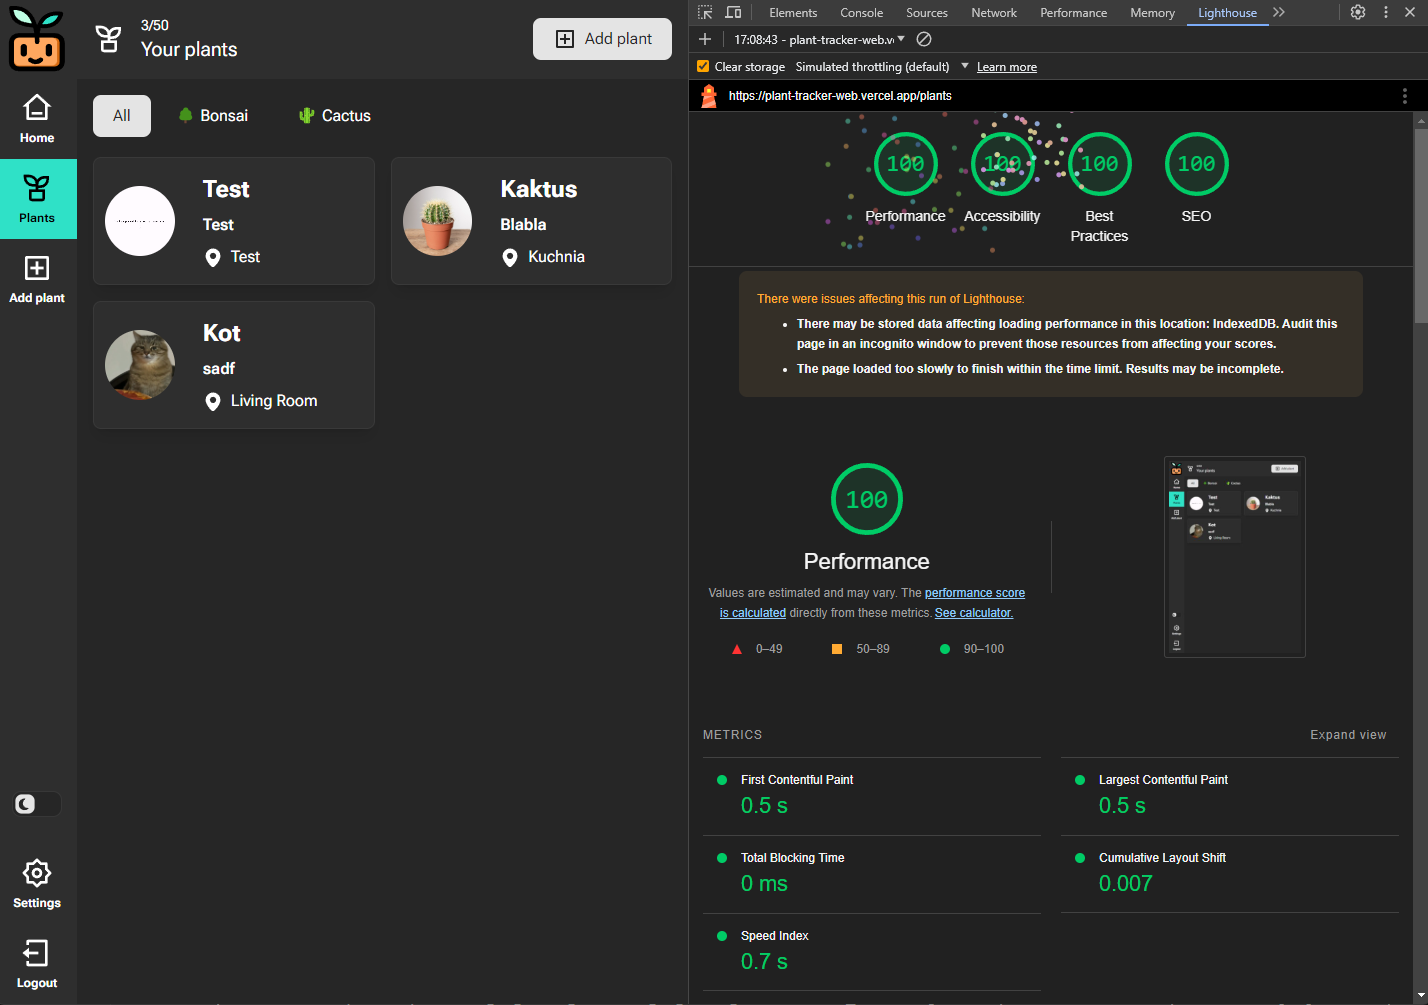 3/50
Your plants
Add plant
Home
Plants
Add plant
Settings
Logout
All
Bonsai
Cactus
Test
Test
Test
Kaktus
Blabla
Kuchnia
Kot
sadf
Living Room
Elements
Console
Sources
Network
Performance
Memory
Lighthouse
17:08:43 - plant-tracker-web.v
Clear storage
Simulated throttling (default)
Learn more
https://plant-tracker-web.vercel.app/plants
100
100
100
100
Performance
Accessibility
Best
Practices
SEO
There were issues affecting this run of Lighthouse:
There may be stored data affecting loading performance in this location: IndexedDB. Audit this
page in an incognito window to prevent those resources from affecting your scores.
The page loaded too slowly to finish within the time limit. Results may be incomplete.
100
Performance
Values are estimated and may vary. The performance score
is calculated directly from these metrics. See calculator.
0–49
50–89
90–100
Your plants
Test
Kaktus
Kot
METRICS
Expand view
First Contentful Paint
0.5 s
Largest Contentful Paint
0.5 s
Total Blocking Time
0 ms
Cumulative Layout Shift
0.007
Speed Index
0.7 s